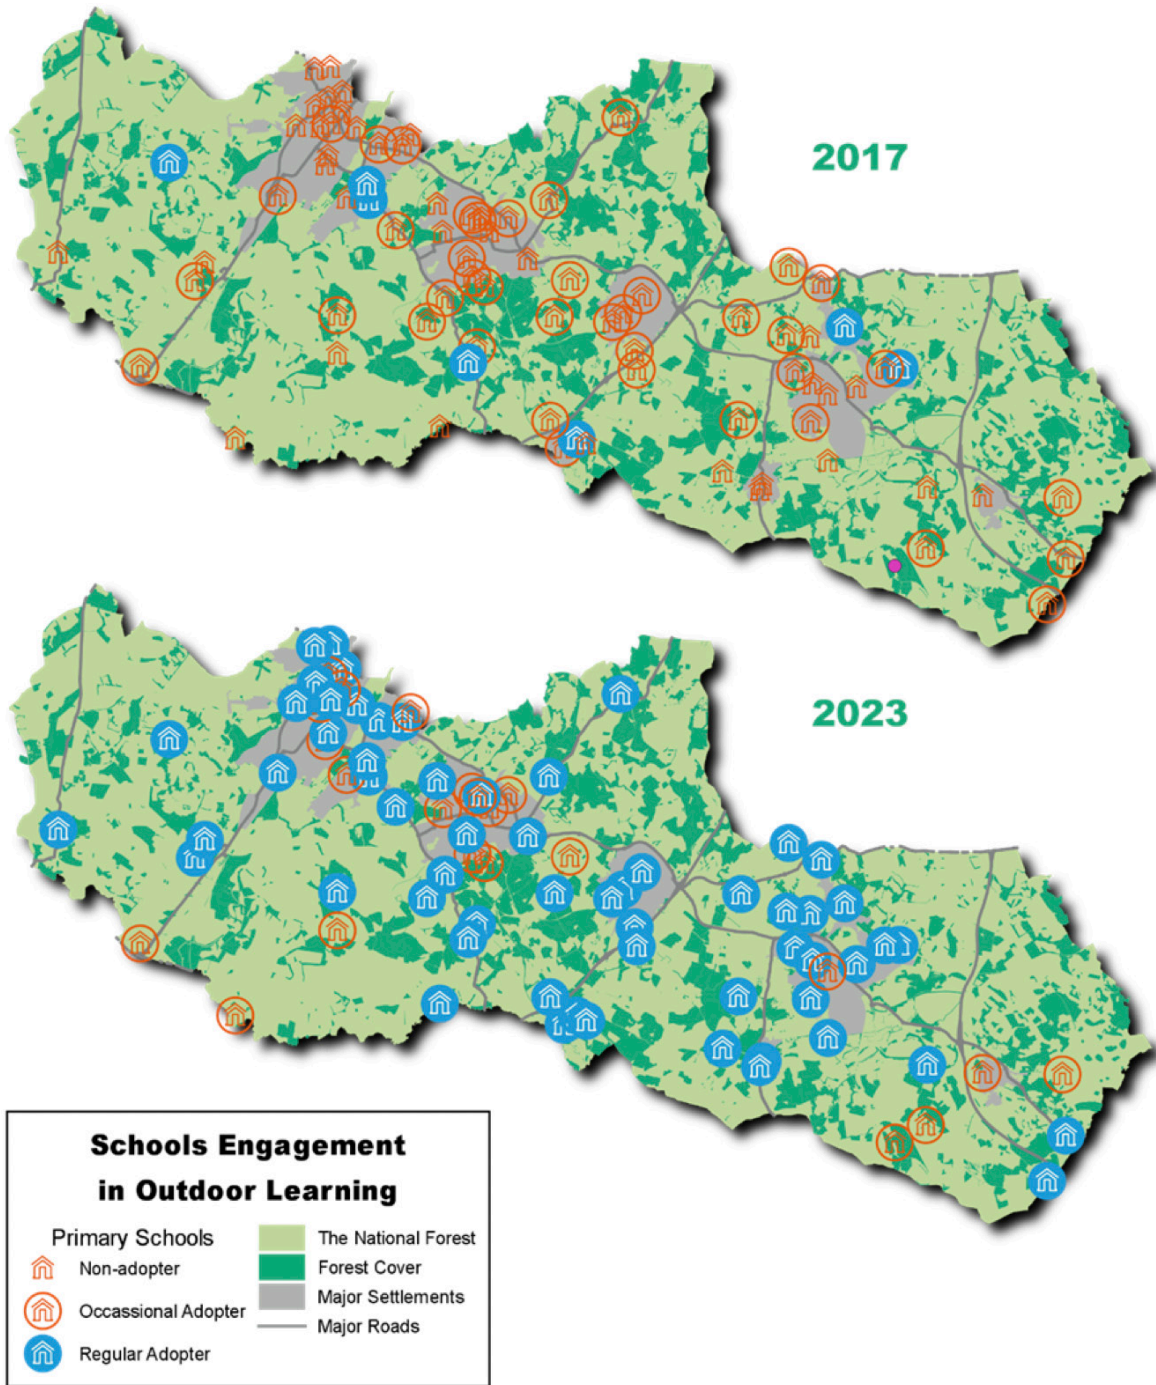 2017
2023
Schools Engagement
in Outdoor Learning
Primary Schools
Non-adopter
Occassional Adopter
Regular Adopter
The National Forest
Forest Cover
Major Settlements
Major Roads